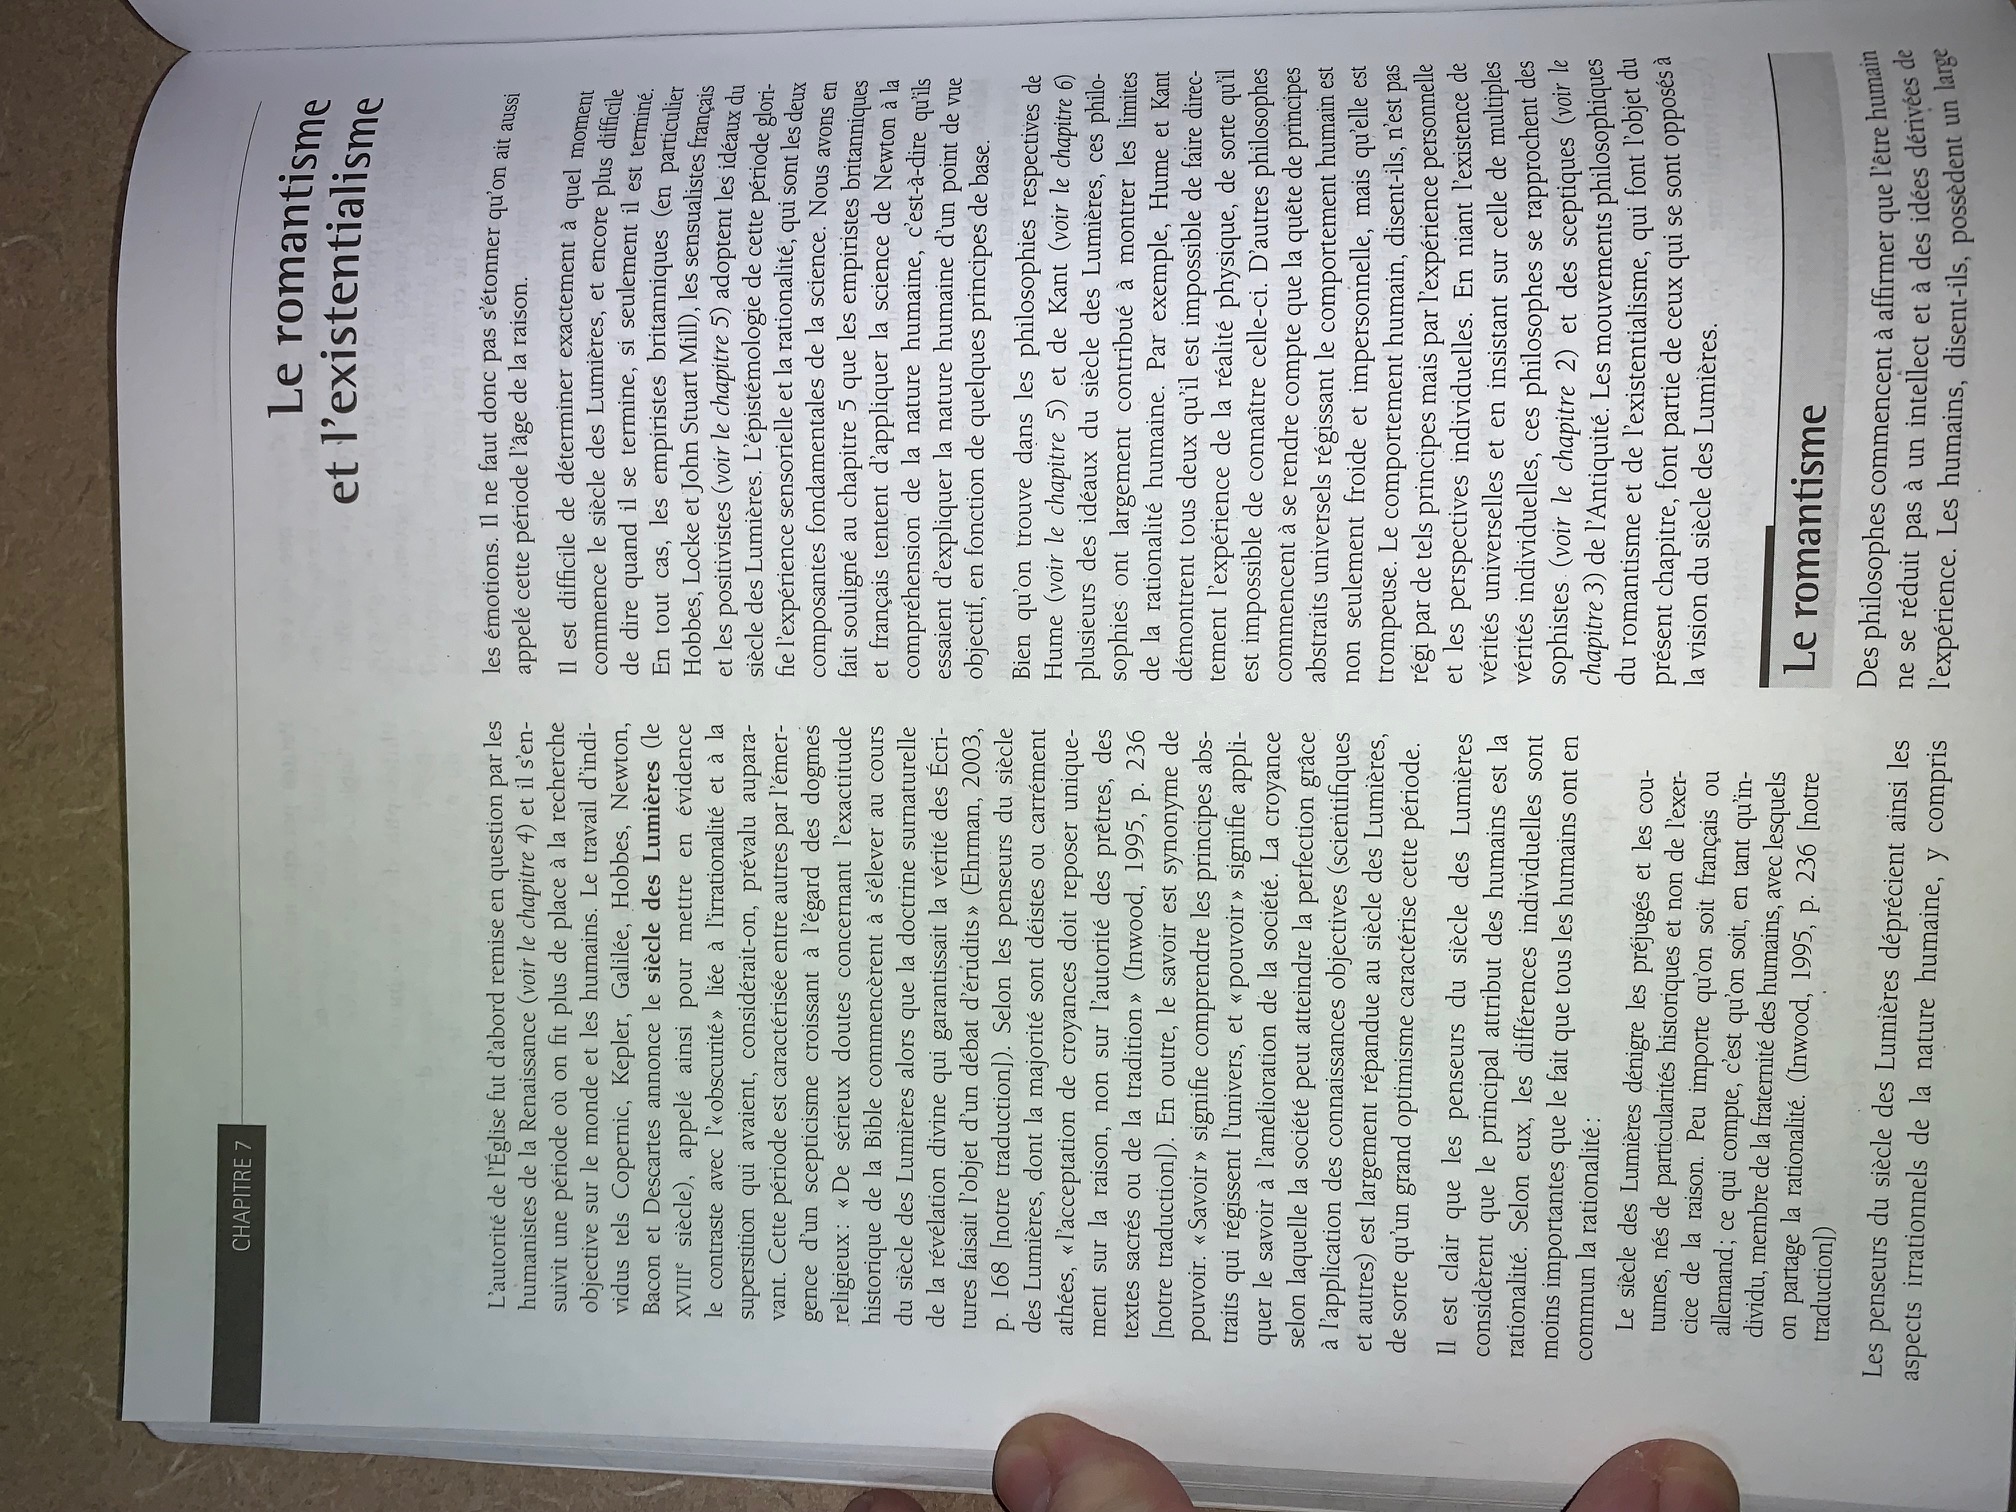 CHAPITRE 7
Le romantisme
et l'existentialisme
L'autorité de l'Église fut d'abord remise en question par les
humanistes de la Renaissance (voir le chapitre 4) et il s'en-
suivit une période où on fit plus de place à la recherche
objective sur le monde et les humains. Le travail d'indi-
vidus tels Copernic, Kepler, Galilée, Hobbes, Newton,
Bacon et Descartes annonce le siècle des Lumières (le
XVIIIe siècle), appelé ainsi pour mettre en évidence
le contraste avec l'« obscurité » liée à l'irrationalité et à la
superstition qui avaient, considérait-on, prévalu aupara-
vant. Cette période est caractérisée entre autres par l'émer-
gence d'un scepticisme croissant à l'égard des dogmes
religieux : « De sérieux doutes concernant l'exactitude
historique de la Bible commencèrent à s'élever au cours
du siècle des Lumières alors que la doctrine surnaturelle
de la révélation divine qui garantissait la vérité des Écri-
tures faisait l'objet d'un débat d'érudits » (Ehrman, 2003,
p. 168 [notre traduction]). Selon les penseurs du siècle
des Lumières, dont la majorité sont déistes ou carrément
athées, « l'acceptation de croyances doit reposer unique-
ment sur la raison, non sur l'autorité des prêtres, des
textes sacrés ou de la tradition » (Inwood, 1995, p. 236
[notre traduction]). En outre, le savoir est synonyme de
pouvoir. « Savoir » signifie comprendre les principes abs-
traits qui régissent l'univers, et « pouvoir » signifie appli-
quer le savoir à l'amélioration de la société. La croyance
selon laquelle la société peut atteindre la perfection grâce
à l'application des connaissances objectives (scientifiques
et autres) est largement répandue au siècle des Lumières,
de sorte qu'un grand optimisme caractérise cette période.
Il est clair que les penseurs du siècle des Lumières
considèrent que le principal attribut des humains est la
rationalité. Selon eux, les différences individuelles sont
moins importantes que le fait que tous les humains ont en
commun la rationalité :
Le siècle des Lumières dénigre les préjugés et les cou-
tumes, nés de particularités historiques et non de l'exer-
cice de la raison. Peu importe qu'on soit français ou
allemand ; ce qui compte, c'est qu'on soit, en tant qu'in-
dividu, membre de la fraternité des humains, avec lesquels
on partage la rationalité. (Inwood, 1995, p. 236 [notre
traduction])
Les penseurs du siècle des Lumières déprécient ainsi les
aspects irrationnels de la nature humaine, y compris
les émotions. Il ne faut donc pas s'étonner qu'on ait aussi
appelé cette période l'âge de la raison.
Il est difficile de déterminer exactement à quel moment
commence le siècle des Lumières, et encore plus difficile
de dire quand il se termine, si seulement il est terminé.
En tout cas, les empiristes britanniques (en particulier
Hobbes, Locke et John Stuart Mill), les sensualistes français
et les positivistes (voir le chapitre 5) adoptent les idéaux du
siècle des Lumières. L'épistémologie de cette période glori-
fie l'expérience sensorielle et la rationalité, qui sont les deux
composantes fondamentales de la science. Nous avons en
fait souligné au chapitre 5 que les empiristes britanniques
et français tentent d'appliquer la science de Newton à la
compréhension de la nature humaine, c'est-à-dire qu'ils
essaient d'expliquer la nature humaine d'un point de vue
objectif, en fonction de quelques principes de base.
Bien qu'on trouve dans les philosophies respectives de
Hume (voir le chapitre 5) et de Kant (voir le chapitre 6)
plusieurs des idéaux du siècle des Lumières, ces philo-
sophies ont largement contribué à montrer les limites
de la rationalité humaine. Par exemple, Hume et Kant
démontrent tous deux qu'il est impossible de faire direc-
tement l'expérience de la réalité physique, de sorte qu'il
est impossible de connaître celle-ci. D'autres philosophes
commencent à se rendre compte que la quête de principes
abstraits universels régissant le comportement humain est
non seulement froide et impersonnelle, mais qu'elle est
trompeuse. Le comportement humain, disent-ils, n'est pas
régi par de tels principes mais par l'expérience personnelle
et les perspectives individuelles. En niant l'existence de
vérités universelles et en insistant sur celle de multiples
vérités individuelles, ces philosophes se rapprochent des
sophistes (voir le chapitre 2) et des sceptiques (voir le
chapitre 3) de l'Antiquité. Les mouvements philosophiques
du romantisme et de l'existentialisme, qui font l'objet du
présent chapitre, font partie de ceux qui se sont opposés à
la vision du siècle des Lumières.
Le romantisme
Des philosophes commencent à affirmer que l'être humain
ne se réduit pas à un intellect et à des idées dérivées de
l'expérience. Les humains, disent-ils, possèdent un large